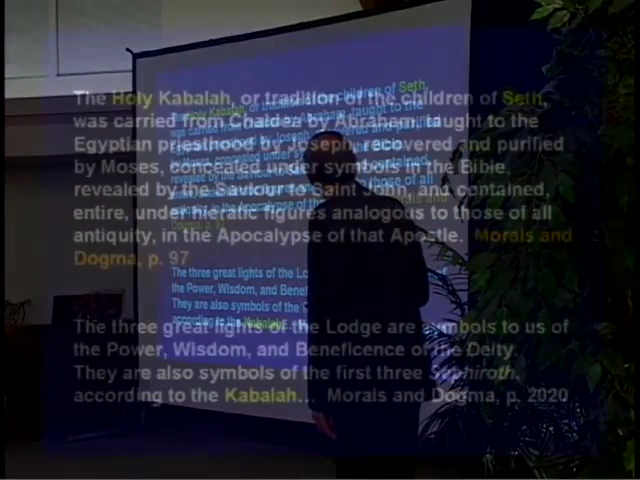 The Holy Kabalah, or tradition of the children of Seth,
was carried from Chaldea by Abraham, taught to the
Egyptian priesthood by Joseph, recovered and purified
by Moses, concealed under symbols in the Bible,
revealed by the Saviour to Saint John, and contained,
entire, under hieratic figures analogous to those of all
antiquity, in the Apocalypse of that Apostle. Morals and
Dogma, p. 97
The three great lights of the Lodge are symbols to us of
the Power, Wisdom, and Beneficence of the Deity.
They are also symbols of the first three Sephiroth,
according to the Kabalah... Morals and Dogma, p. 2020